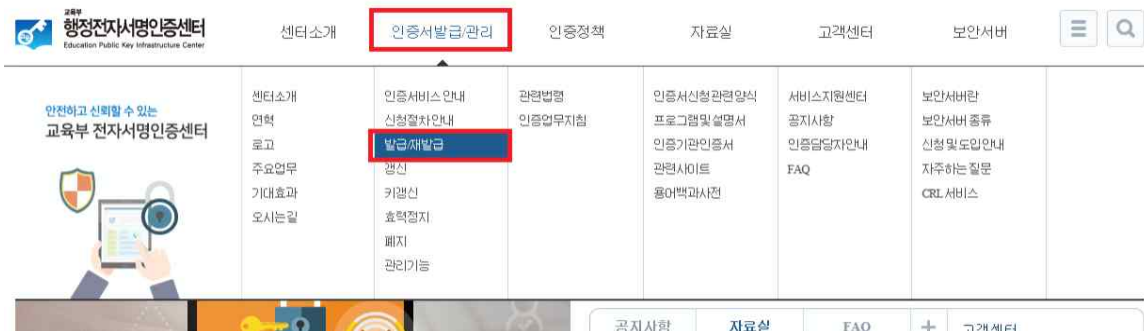 교육부
행정전자서명인증센터
Education Public Key Infrastructure Center
센터소개
인증서발급/관리
인증정책
자료실
고객센터
보안서버
안전하고 신뢰할 수 있는
교육부 전자서명인증센터
센터소개
연혁
로고
주요업무
기대효과
오시는길
인증서비스 안내
신청절차안내
발급/재발급
갱신
키갱신
효력정지
폐지
관리기능
관련법령
인증업무지침
인증서신청관련양식
프로그램및설명서
인증기관인증서
관련사이트
용어백과사전
서비스지원센터
공지사항
인증담당자안내
FAQ
보안서버란
보안서버 종류
신청및도입안내
자주하는 질문
CRL 서비스
공지사항
자료실
FAQ
고객센터